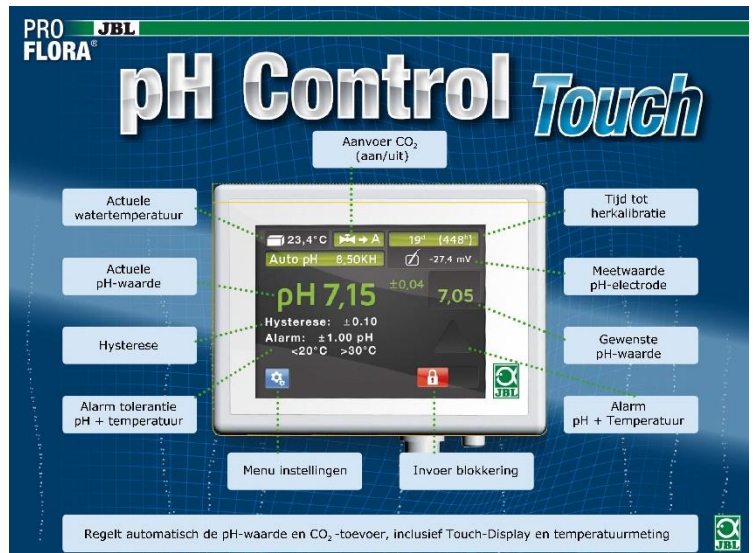 PRO JBL
FLORA®
pH Control Touch
Aanvoer CO₂
(aan/uit)
Actuele
watertemperatuur
Tijd tot
herkalibratie
23,4°C → A 19ᵈ (448ʰ)
Auto pH 8,50KH -27,4 mV
Actuele
pH-waarde
Meetwaarde
pH-electrode
pH 7,15 ±0,04 7,05
Hysterese: ±0.10
Alarm: ±1.00 pH
<20°C >30°C
Hysterese
Gewenste
pH-waarde
JBL
Alarm tolerantie
pH + temperatuur
Alarm
pH + Temperatuur
Menu instellingen
Invoer blokkering
Regelt automatisch de pH-waarde en CO₂-toevoer, inclusief Touch-Display en temperatuurmeting
JBL